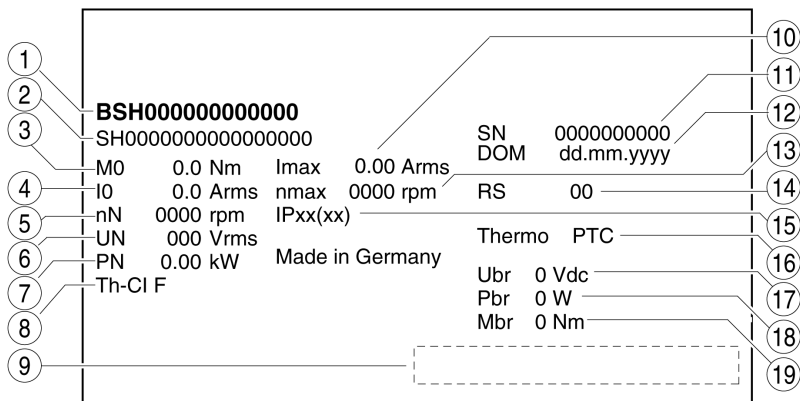 1
2
3
4
5
6
7
8
9
BSH000000000000
SH0000000000000000
M0 0.0 Nm
I0 0.0 Arms
nN 0000 rpm
UN 000 Vrms
PN 0.00 kW
Th-Cl F
Imax 0.00 Arms
nmax 0000 rpm
IPxx(xx)
Made in Germany
SN 0000000000
DOM dd.mm.yyyy
RS 00
Thermo PTC
Ubr 0 Vdc
Pbr 0 W
Mbr 0 Nm
10
11
12
13
14
15
16
17
18
19